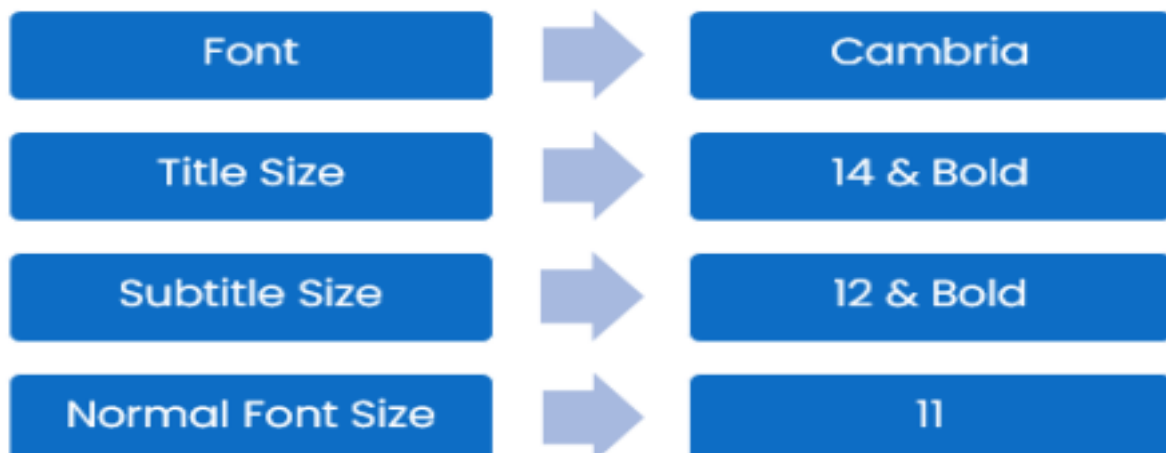 Font
Cambria
Title Size
14 & Bold
Subtitle Size
12 & Bold
Normal Font Size
11